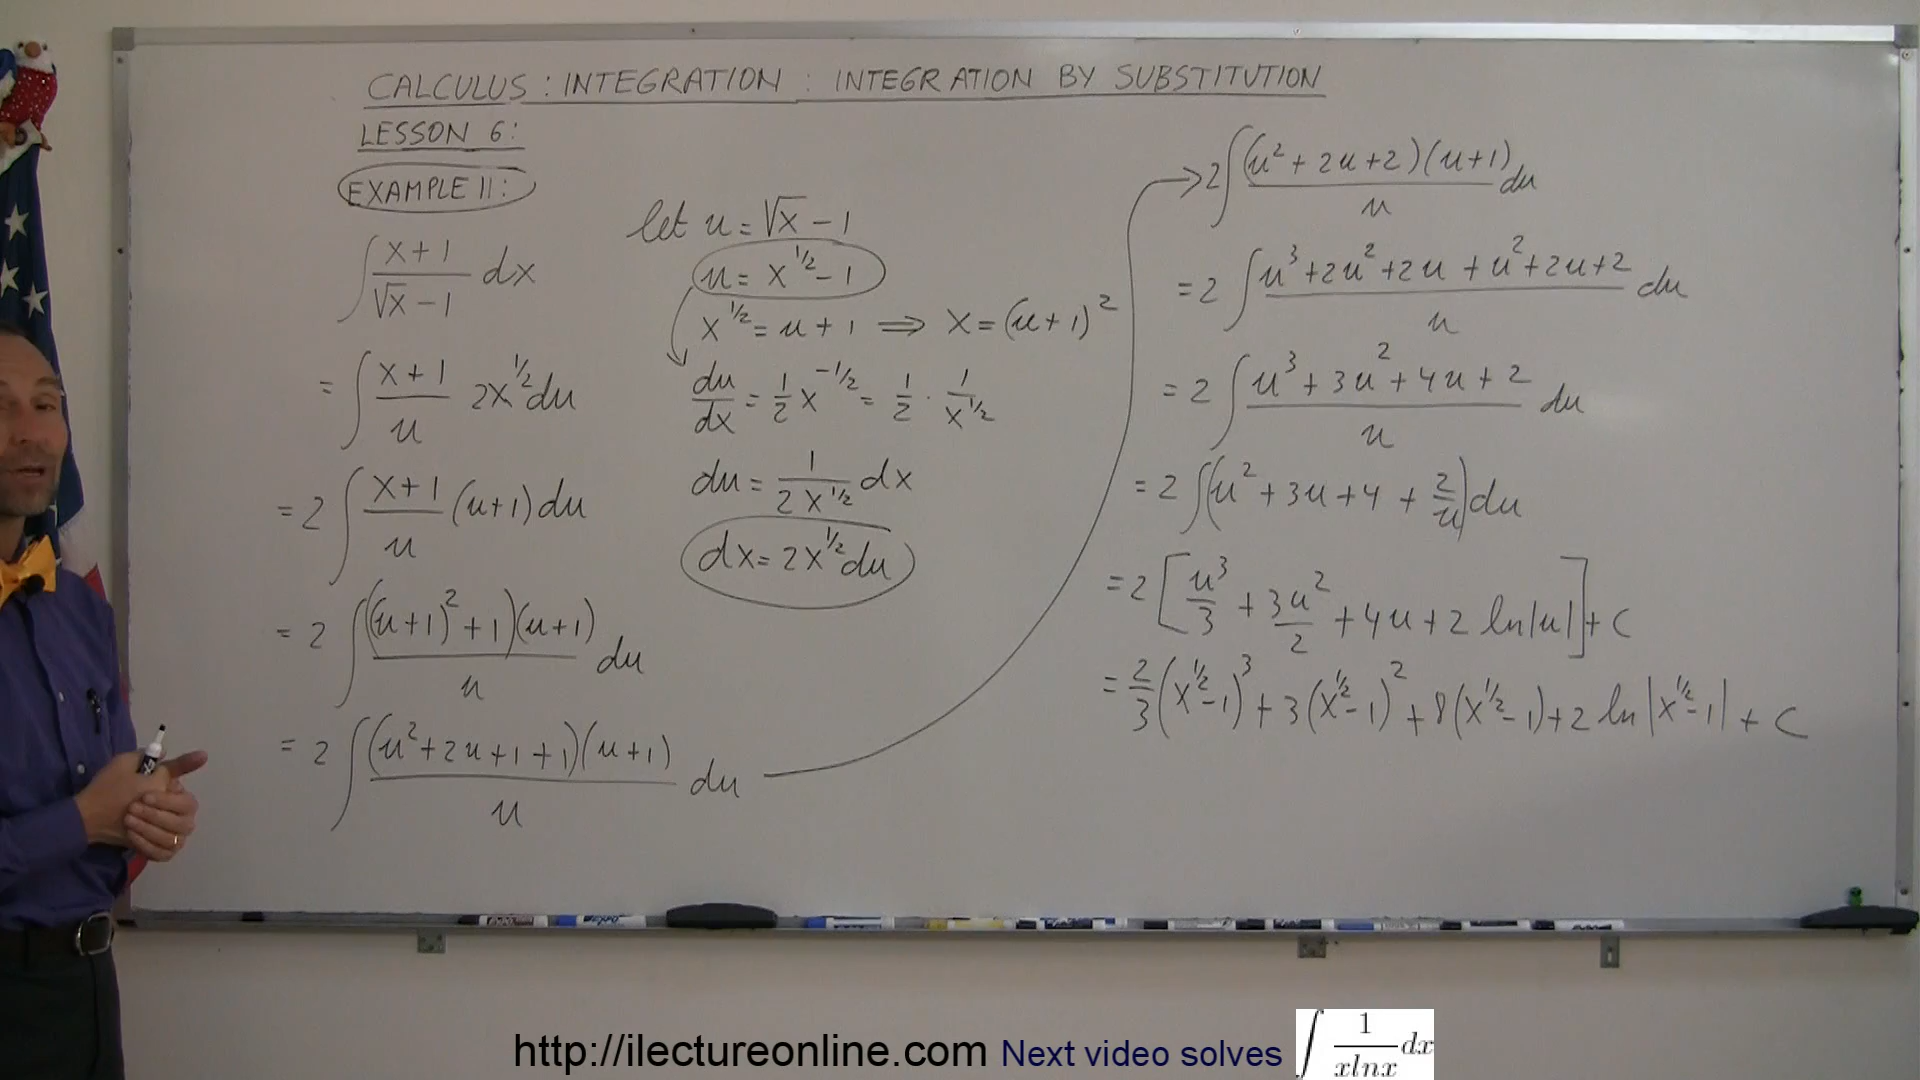 CALCULUS : INTEGRATION : INTEGRATION BY SUBSTITUTION
LESSON 6:
EXAMPLE 11:
∫ (x+1)/(√x −1) dx
= ∫ (x+1)/u 2x^(1/2) du
= 2 ∫ (x+1)/u (u+1) du
= 2 ∫ ((u+1)²+1)(u+1)/u du
= 2 ∫ (u²+2u+1+1)(u+1)/u du
let u = √x − 1
u = x^(1/2) − 1
x^(1/2) = u + 1 ⇒ x = (u+1)²
du/dx = 1/2 x^(−1/2) = 1/2 · 1/x^(1/2)
du = 1/(2x^(1/2)) dx
dx = 2x^(1/2) du
→ 2 ∫ (u²+2u+2)(u+1)/u du
= 2 ∫ (u³+2u²+2u+u²+2u+2)/u du
= 2 ∫ (u³+3u²+4u+2)/u du
= 2 ∫ (u²+3u+4+2/u) du
= 2 [u³/3 + 3u²/2 + 4u + 2 ln|u|] + C
= 2/3 (x^(1/2)−1)³ + 3(x^(1/2)−1)² + 8(x^(1/2)−1) + 2 ln|x^(1/2)−1| + C
http://ilectureonline.com Next video solves ∫ 1/(xlnx) dx